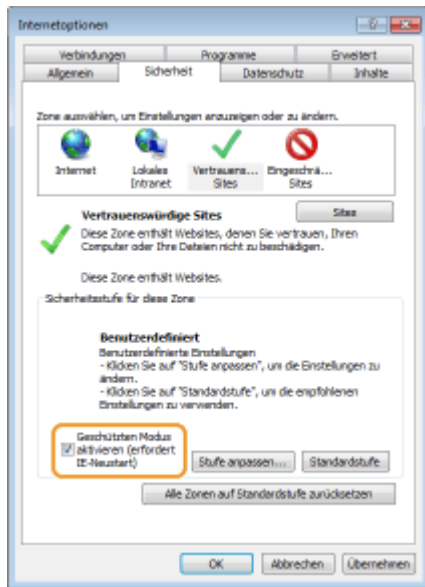 Internetoptionen
Verbindungen Programme Erweitert
Allgemein Sicherheit Datenschutz Inhalte
Zone auswählen, um Einstellungen anzuzeigen oder zu ändern.
Internet Lokales Vertrauens... Eingeschrä...
Intranet Sites Sites
Vertrauenswürdige Sites Sites
Diese Zone enthält Websites, denen Sie vertrauen, Ihren
Computer oder Ihre Dateien nicht zu beschädigen.
Diese Zone enthält Websites.
Sicherheitsstufe für diese Zone
Benutzerdefiniert
Benutzerdefinierte Einstellungen
- Klicken Sie auf "Stufe anpassen", um die Einstellungen zu
ändern.
- Klicken Sie auf "Standardstufe", um die empfohlenen
Einstellungen zu verwenden.
Geschützten Modus
aktivieren (erfordert
IE-Neustart)
Stufe anpassen... Standardstufe
Alle Zonen auf Standardstufe zurücksetzen
OK Abbrechen Übernehmen